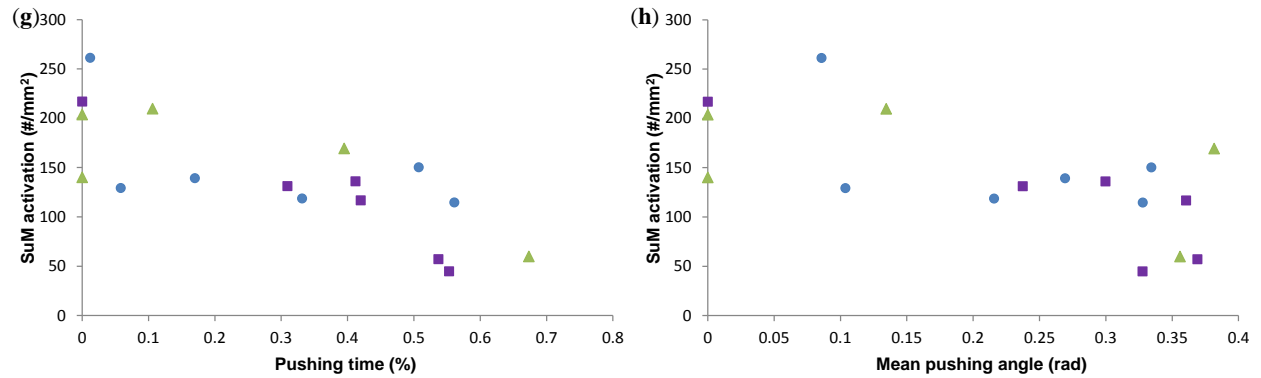 (g)
SuM activation (#/mm²)
300
250
200
150
100
50
0
0 0.1 0.2 0.3 0.4 0.5 0.6 0.7 0.8
Pushing time (%)
(h)
SuM activation (#/mm²)
300
250
200
150
100
50
0
0 0.05 0.1 0.15 0.2 0.25 0.3 0.35 0.4
Mean pushing angle (rad)